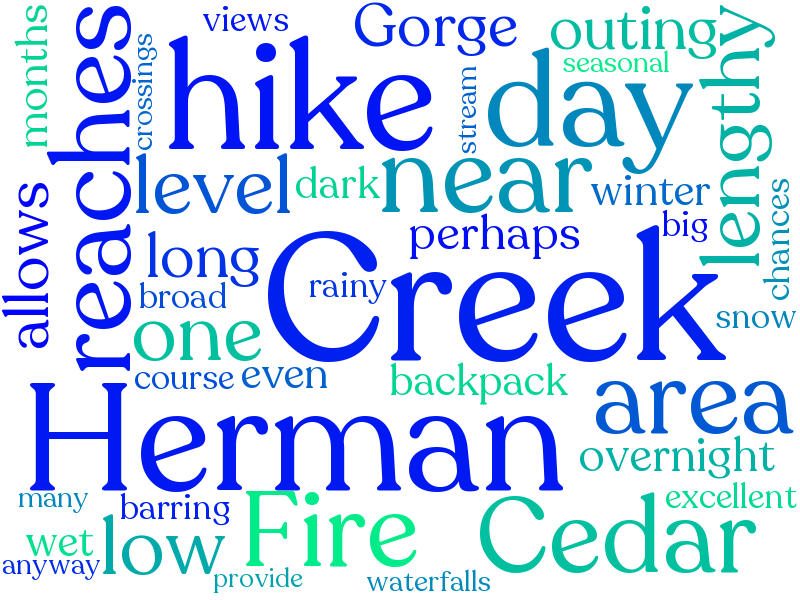 months
views
Gorge
outing
seasonal
lengthy
crossings
hike
stream
day
reaches
level
dark
near
winter
allows
perhaps
big
chances
long
broad
rainy
Creek
snow
one
course
even
backpack
area
Herman
overnight
many
barring
Fire
Cedar
excellent
wet
low
anyway
provide
waterfalls